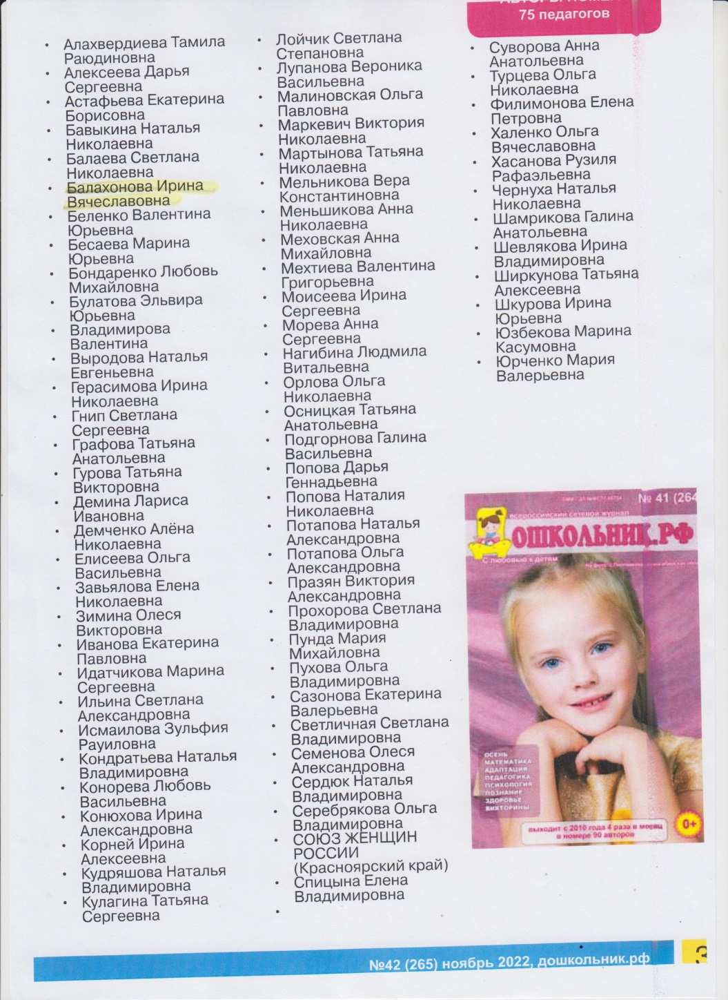 75 педагогов
Алахвердиева Тамила
Раюдиновна
Алексеева Дарья
Сергеевна
Астафьева Екатерина
Борисовна
Бавыкина Наталья
Николаевна
Балаева Светлана
Николаевна
Балахонова Ирина
Вячеславовна
Беленко Валентина
Юрьевна
Бесаева Марина
Юрьевна
Бондаренко Любовь
Михайловна
Булатова Эльвира
Юрьевна
Владимирова
Валентина
Выродова Наталья
Евгеньевна
Герасимова Ирина
Николаевна
Гнип Светлана
Сергеевна
Графова Татьяна
Анатольевна
Гурова Татьяна
Викторовна
Демина Лариса
Ивановна
Демченко Алёна
Николаевна
Елисеева Ольга
Васильевна
Завьялова Елена
Николаевна
Зимина Олеся
Викторовна
Иванова Екатерина
Павловна
Идатчикова Марина
Сергеевна
Ильина Светлана
Александровна
Исмаилова Зульфия
Рауиловна
Кондратьева Наталья
Владимировна
Конорева Любовь
Васильевна
Конюхова Ирина
Александровна
Корней Ирина
Алексеевна
Кудряшова Наталья
Владимировна
Кулагина Татьяна
Сергеевна
Лойчик Светлана
Степановна
Лупанова Вероника
Васильевна
Малиновская Ольга
Павловна
Маркевич Виктория
Николаевна
Мартынова Татьяна
Николаевна
Мельникова Вера
Константиновна
Меньшикова Анна
Николаевна
Меховская Анна
Михайловна
Мехтиева Валентина
Григорьевна
Моисеева Ирина
Сергеевна
Морева Анна
Сергеевна
Нагибина Людмила
Витальевна
Орлова Ольга
Николаевна
Осницкая Татьяна
Анатольевна
Подгорнова Галина
Васильевна
Попова Дарья
Геннадьевна
Попова Наталия
Николаевна
Потапова Наталья
Александровна
Потапова Ольга
Александровна
Празян Виктория
Александровна
Прохорова Светлана
Владимировна
Пунда Мария
Михайловна
Пухова Ольга
Владимировна
Сазонова Екатерина
Валерьевна
Светличная Светлана
Владимировна
Семенова Олеся
Александровна
Сердюк Наталья
Владимировна
Серебрякова Ольга
Владимировна
СОЮЗ ЖЕНЩИН
РОССИИ
(Красноярский край)
Спицына Елена
Владимировна
Суворова Анна
Анатольевна
Турцева Ольга
Николаевна
Филимонова Елена
Петровна
Халенко Ольга
Вячеславовна
Хасанова Рузиля
Рафаэльевна
Чернуха Наталья
Николаевна
Шамрикова Галина
Анатольевна
Шевлякова Ирина
Владимировна
Ширкунова Татьяна
Алексеевна
Шкурова Ирина
Юрьевна
Юзбекова Марина
Касумовна
Юрченко Мария
Валерьевна
№ 41 (264
всероссийский сетевой журнал
ОШКОЛЬНИК.РФ
С любовью к детям
ОСЕНЬ
МАТЕМАТИКА
АДАПТАЦИЯ
ПЕДАГОГИКА
ПСИХОЛОГИЯ
ПОЗНАНИЕ
ЗДОРОВЬЕ
ВИКТОРИНЫ
0+
выходит с 2010 года 4 раза в месяц
в номере 90 авторов
№42 (265) ноябрь 2022, дошкольник.рф
3